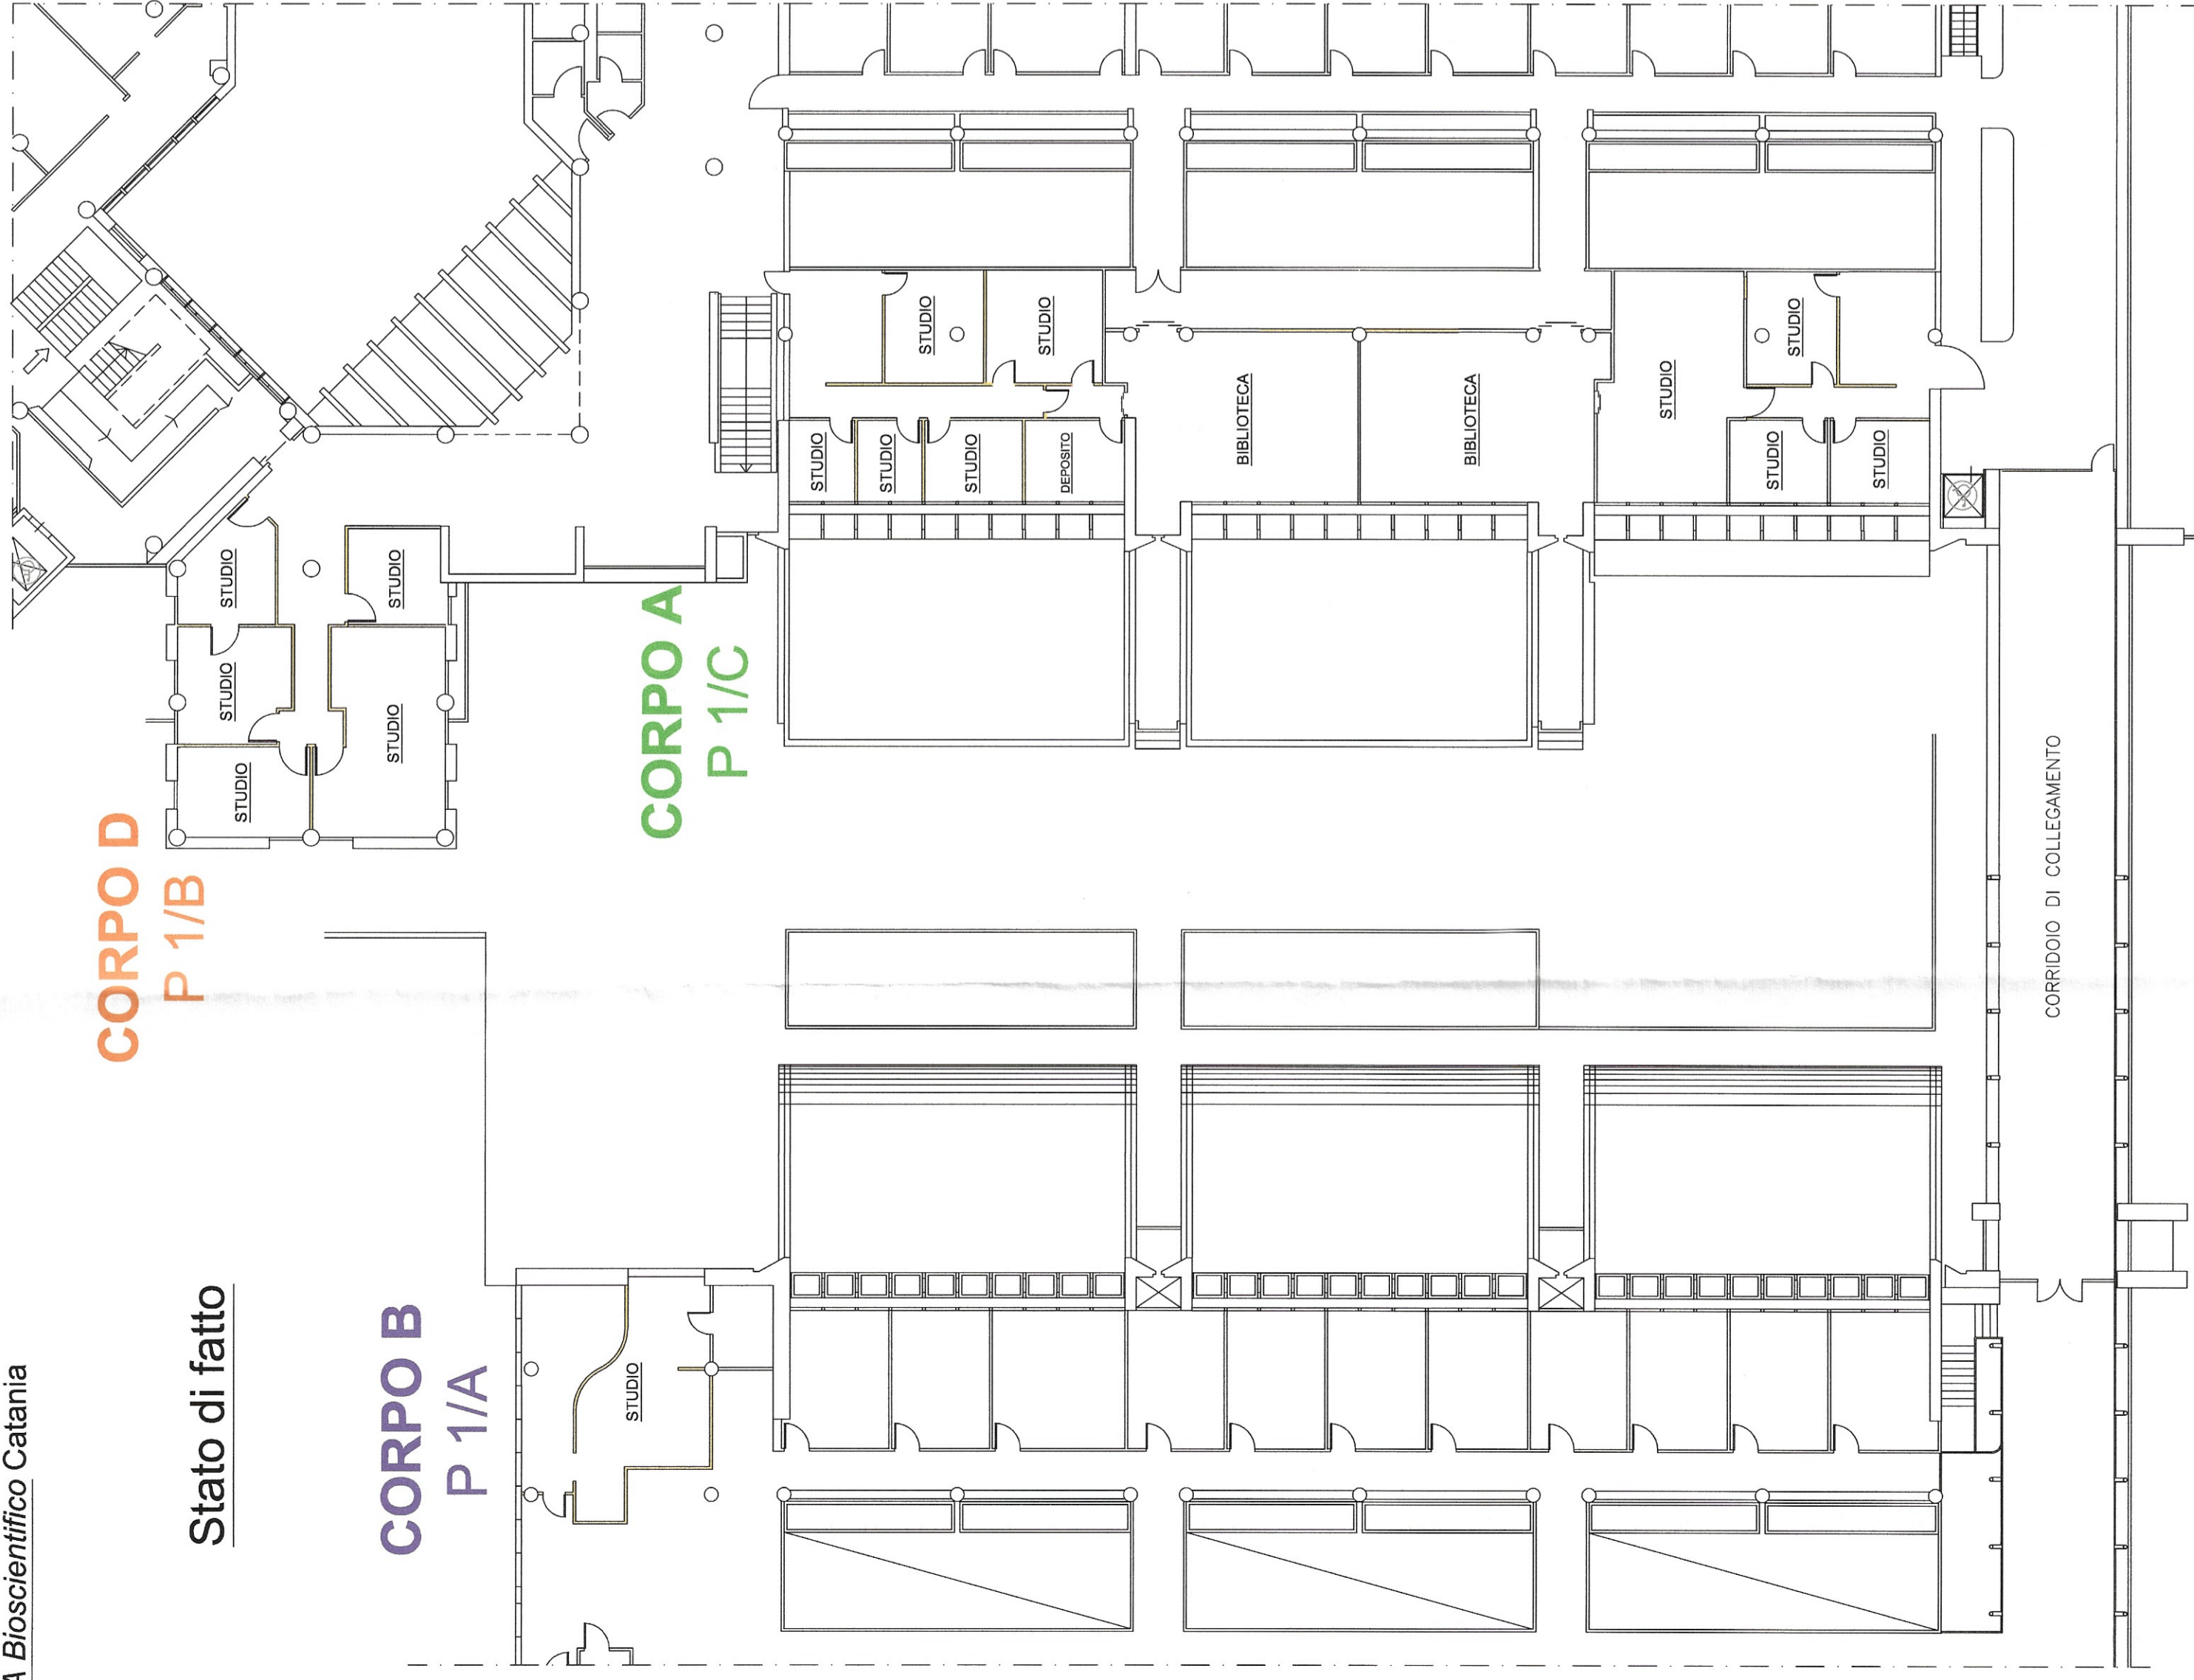 A Bioscientifico Catania
Stato di fatto
CORPO D
P 1/B
STUDIO
STUDIO
STUDIO
STUDIO
STUDIO
CORPO B
P 1/A
STUDIO
CORPO A
P 1/C
STUDIO
STUDIO
STUDIO
STUDIO
STUDIO
DEPOSITO
BIBLIOTECA
BIBLIOTECA
STUDIO
STUDIO
STUDIO
STUDIO
CORRIDOIO DI COLLEGAMENTO